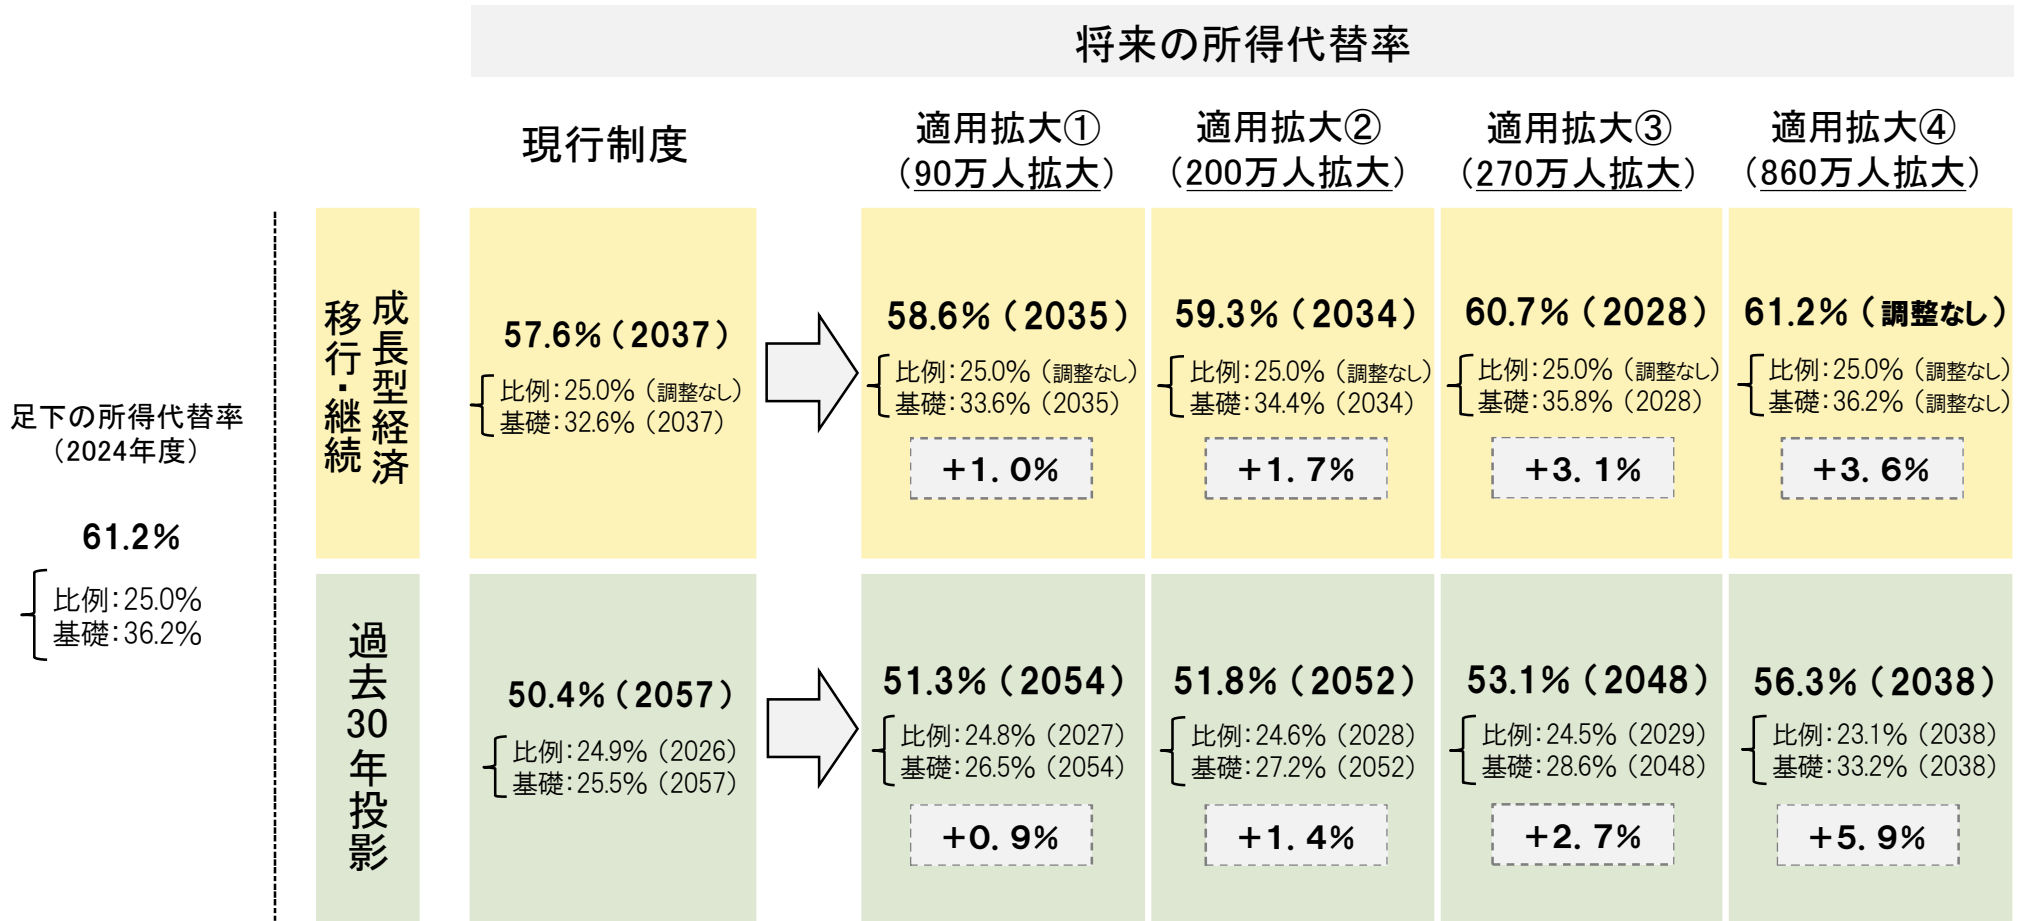 将来の所得代替率
現行制度
適用拡大①
（90万人拡大）
適用拡大②
（200万人拡大）
適用拡大③
（270万人拡大）
適用拡大④
（860万人拡大）
足下の所得代替率
（2024年度）
61.2%
比例：25.0%
基礎：36.2%
成長型経済
移行・継続
57.6%（2037）
比例：25.0%（調整なし）
基礎：32.6%（2037）
58.6%（2035）
比例：25.0%（調整なし）
基礎：33.6%（2035）
＋1．0%
59.3%（2034）
比例：25.0%（調整なし）
基礎：34.4%（2034）
＋1．7%
60.7%（2028）
比例：25.0%（調整なし）
基礎：35.8%（2028）
＋3．1%
61.2%（調整なし）
比例：25.0%（調整なし）
基礎：36.2%（調整なし）
＋3．6%
過去30年投影
50.4%（2057）
比例：24.9%（2026）
基礎：25.5%（2057）
51.3%（2054）
比例：24.8%（2027）
基礎：26.5%（2054）
＋0．9%
51.8%（2052）
比例：24.6%（2028）
基礎：27.2%（2052）
＋1．4%
53.1%（2048）
比例：24.5%（2029）
基礎：28.6%（2048）
＋2．7%
56.3%（2038）
比例：23.1%（2038）
基礎：33.2%（2038）
＋5．9%